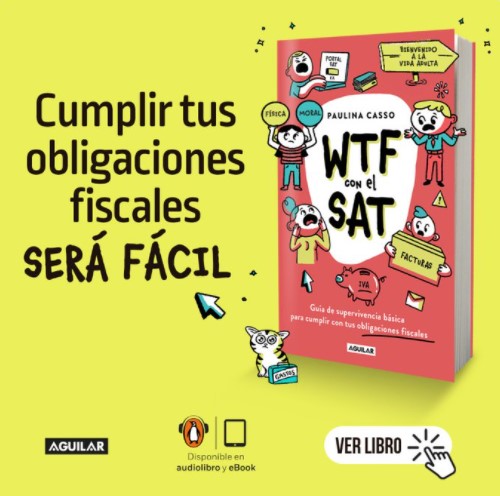 Cumplir tus
obligaciones
fiscales
SERÁ FÁCIL
PORTAL
SAT
BIENVENIDO
A LA
VIDA ADULTA
FÍSICA
MORAL
PAULINA CASSO
WTF
con el
SAT
FACTURAS
IVA
Guía de supervivencia básica
para cumplir con tus obligaciones fiscales
AGUILAR
GASTOS
AGUILAR
Disponible en
audiolibro y eBook
VER LIBRO